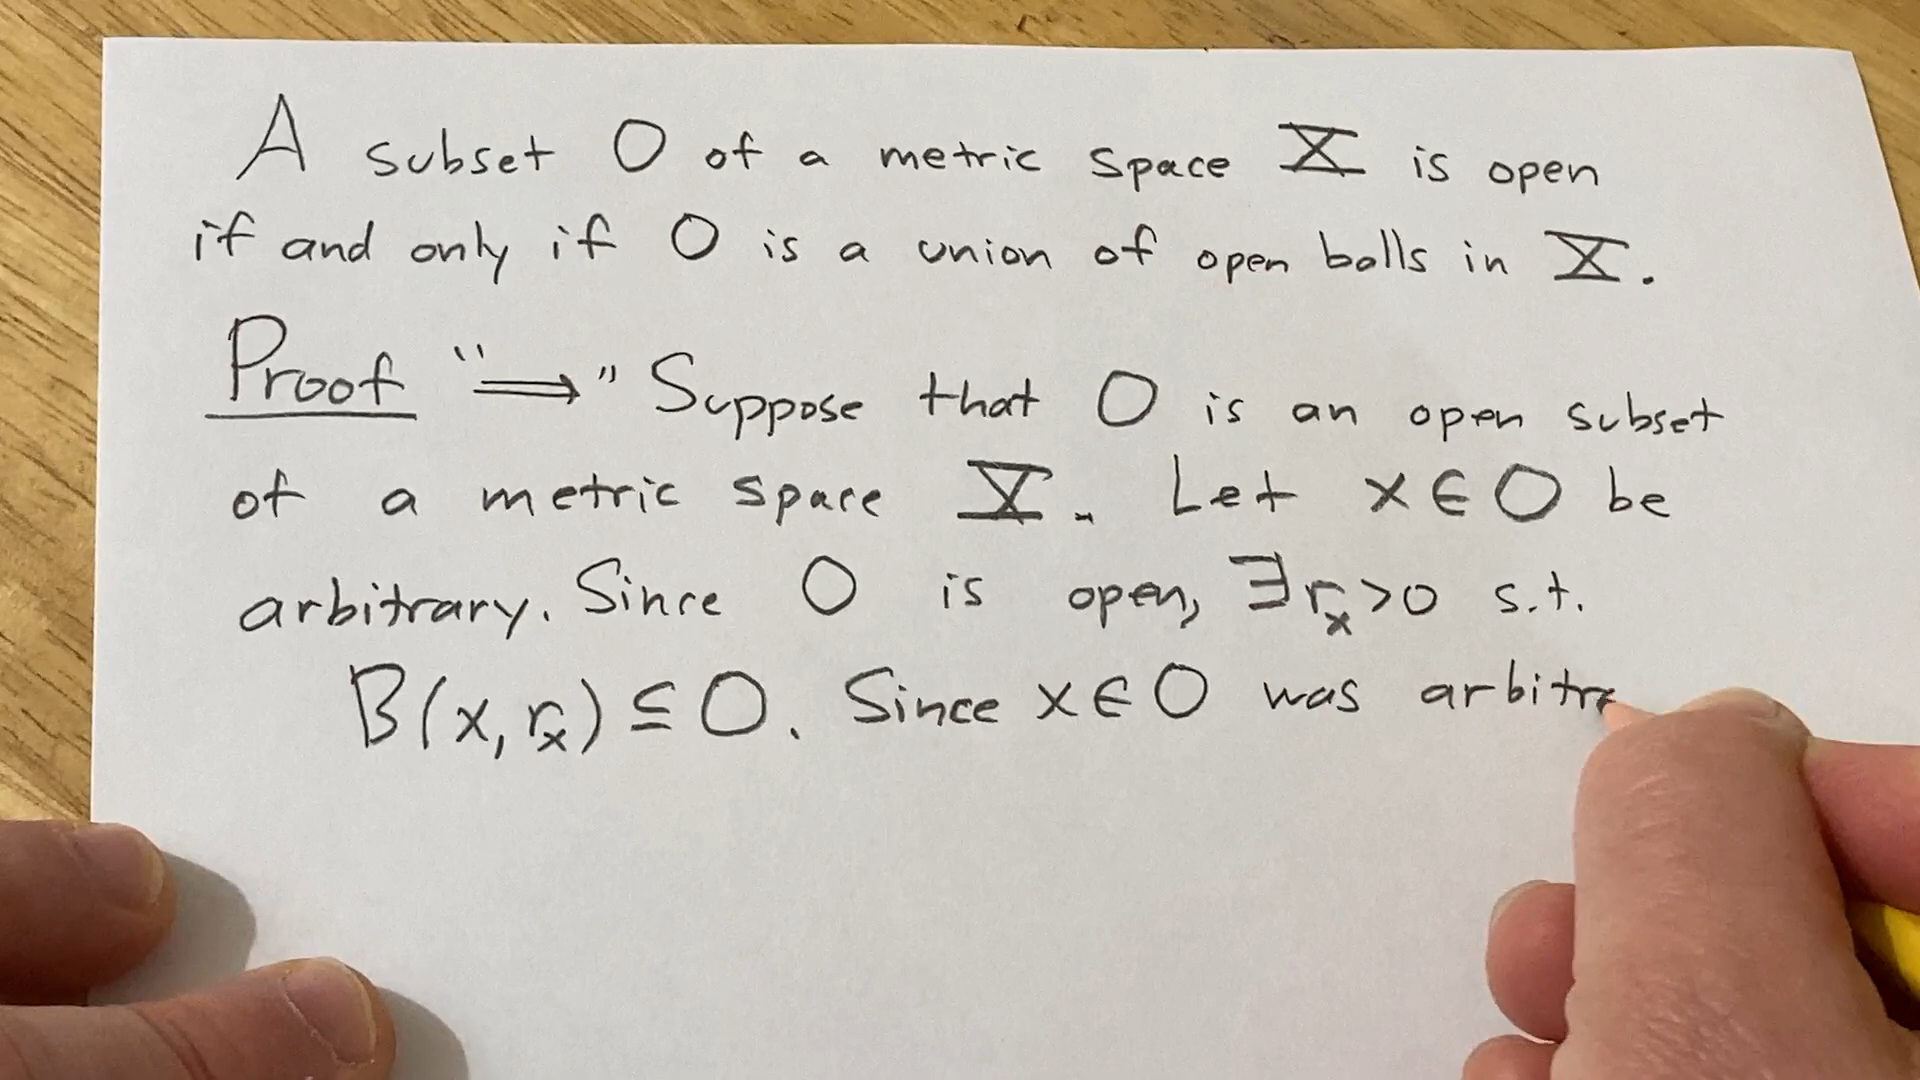 A subset O of a metric space X is open
if and only if O is a union of open balls in X.
Proof "⟹" Suppose that O is an open subset
of a metric space X. Let x∈O be
arbitrary. Since O is open, ∃rₓ>0 s.t.
B(x,rₓ)⊆O. Since x∈O was arbitr